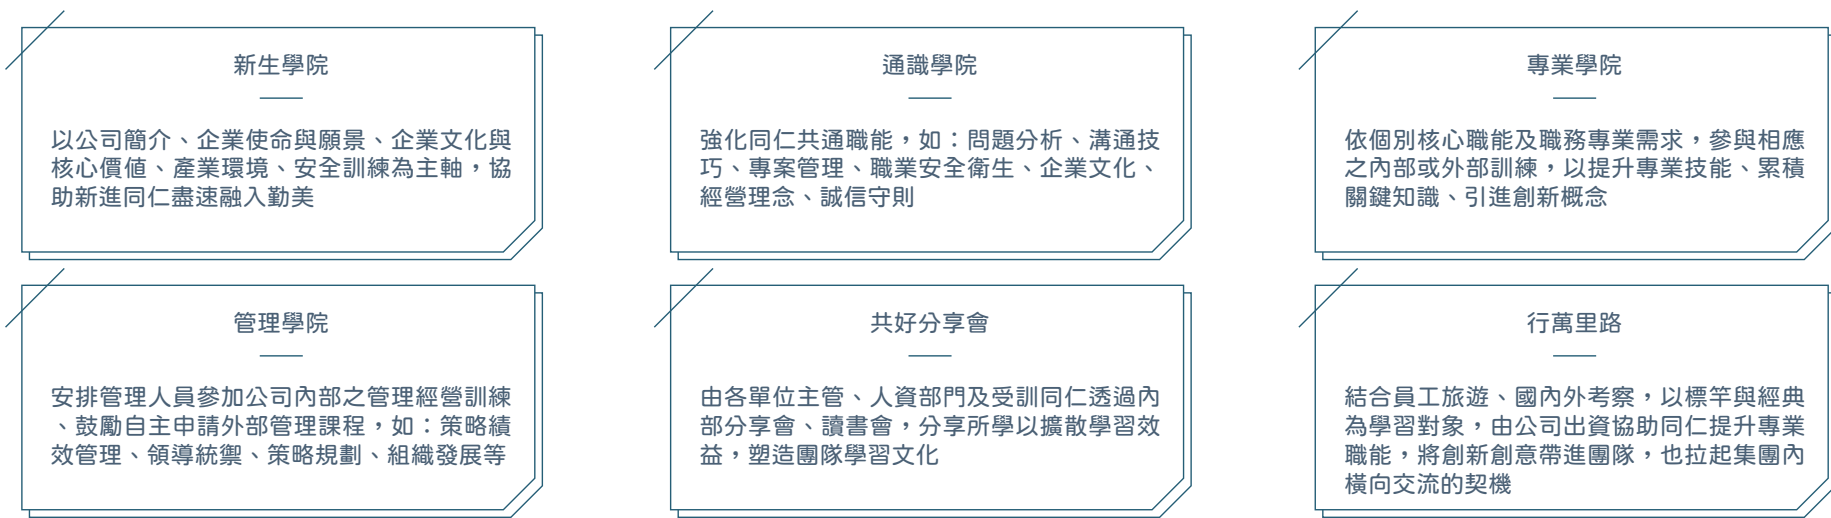 新生學院
以公司簡介、企業使命與願景、企業文化與
核心價值、產業環境、安全訓練為主軸，協
助新進同仁盡速融入勤美
通識學院
強化同仁共通職能，如：問題分析、溝通技
巧、專案管理、職業安全衛生、企業文化、
經營理念、誠信守則
專業學院
依個別核心職能及職務專業需求，參與相應
之內部或外部訓練，以提升專業技能、累積
關鍵知識、引進創新概念
管理學院
安排管理人員參加公司內部之管理經營訓練
、鼓勵自主申請外部管理課程，如：策略績
效管理、領導統禦、策略規劃、組織發展等
共好分享會
由各單位主管、人資部門及受訓同仁透過內
部分享會、讀書會，分享所學以擴散學習效
益，塑造團隊學習文化
行萬里路
結合員工旅遊、國內外考察，以標竿與經典
為學習對象，由公司出資協助同仁提升專業
職能，將創新創意帶進團隊，也拉起集團內
橫向交流的契機